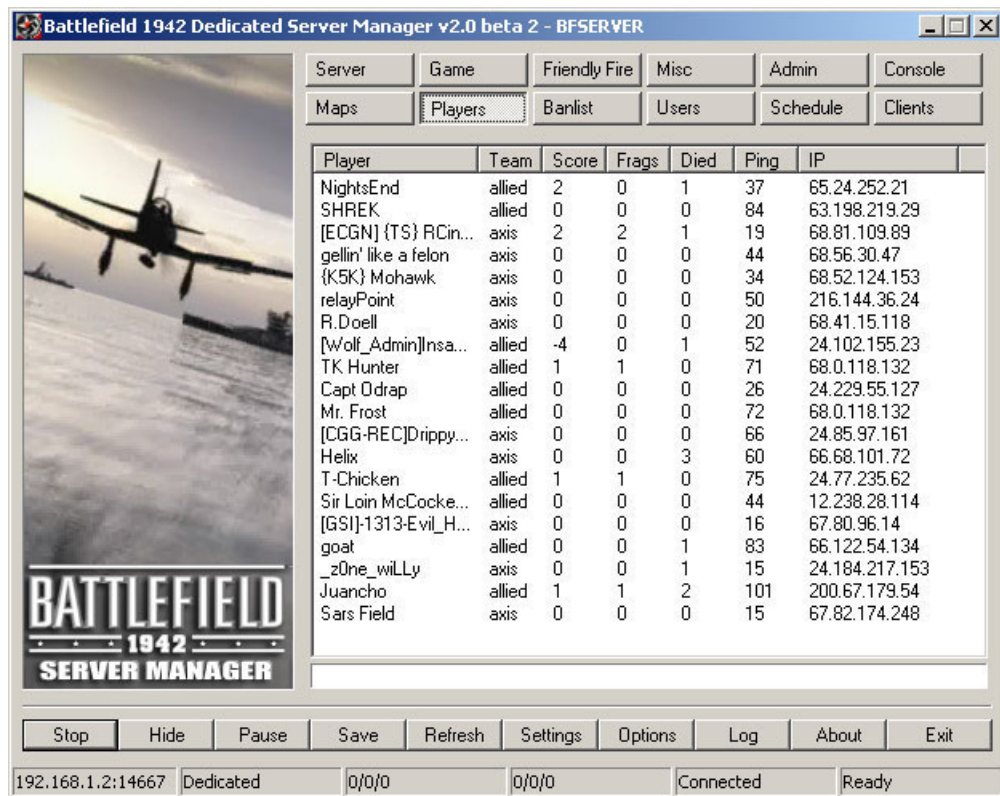 Battlefield 1942 Dedicated Server Manager v2.0 beta 2 - BFSERVER
Server Game Friendly Fire Misc Admin Console
Maps Players Banlist Users Schedule Clients
Player Team Score Frags Died Ping IP
NightsEnd allied 2 0 1 37 65.24.252.21
SHREK allied 0 0 0 84 63.198.219.29
[ECGN] {TS} RCin... axis 2 2 1 19 68.81.109.89
gellin' like a felon axis 0 0 0 44 68.56.30.47
{K5K} Mohawk axis 0 0 0 34 68.52.124.153
relayPoint axis 0 0 0 50 216.144.36.24
R.Doell axis 0 0 0 20 68.41.15.118
[Wolf_Admin]Insa... allied -4 0 1 52 24.102.155.23
TK Hunter allied 1 1 0 71 68.0.118.132
Capt Odrap allied 0 0 0 26 24.229.55.127
Mr. Frost allied 0 0 0 72 68.0.118.132
[CGG-REC]Drippy... axis 0 0 0 66 24.85.97.161
Helix axis 0 0 3 60 66.68.101.72
T-Chicken allied 1 1 0 75 24.77.235.62
Sir Loin McCocke... allied 0 0 0 44 12.238.28.114
[GSI]-1313-Evil_H... axis 0 0 0 16 67.80.96.14
goat allied 0 0 1 83 66.122.54.134
_z0ne_wiLLy axis 0 0 1 15 24.184.217.153
Juancho allied 1 1 2 101 200.67.179.54
Sars Field axis 0 0 0 15 67.82.174.248
BATTLEFIELD
1942
SERVER MANAGER
Stop Hide Pause Save Refresh Settings Options Log About Exit
192.168.1.2:14667 Dedicated 0/0/0 0/0/0 Connected Ready